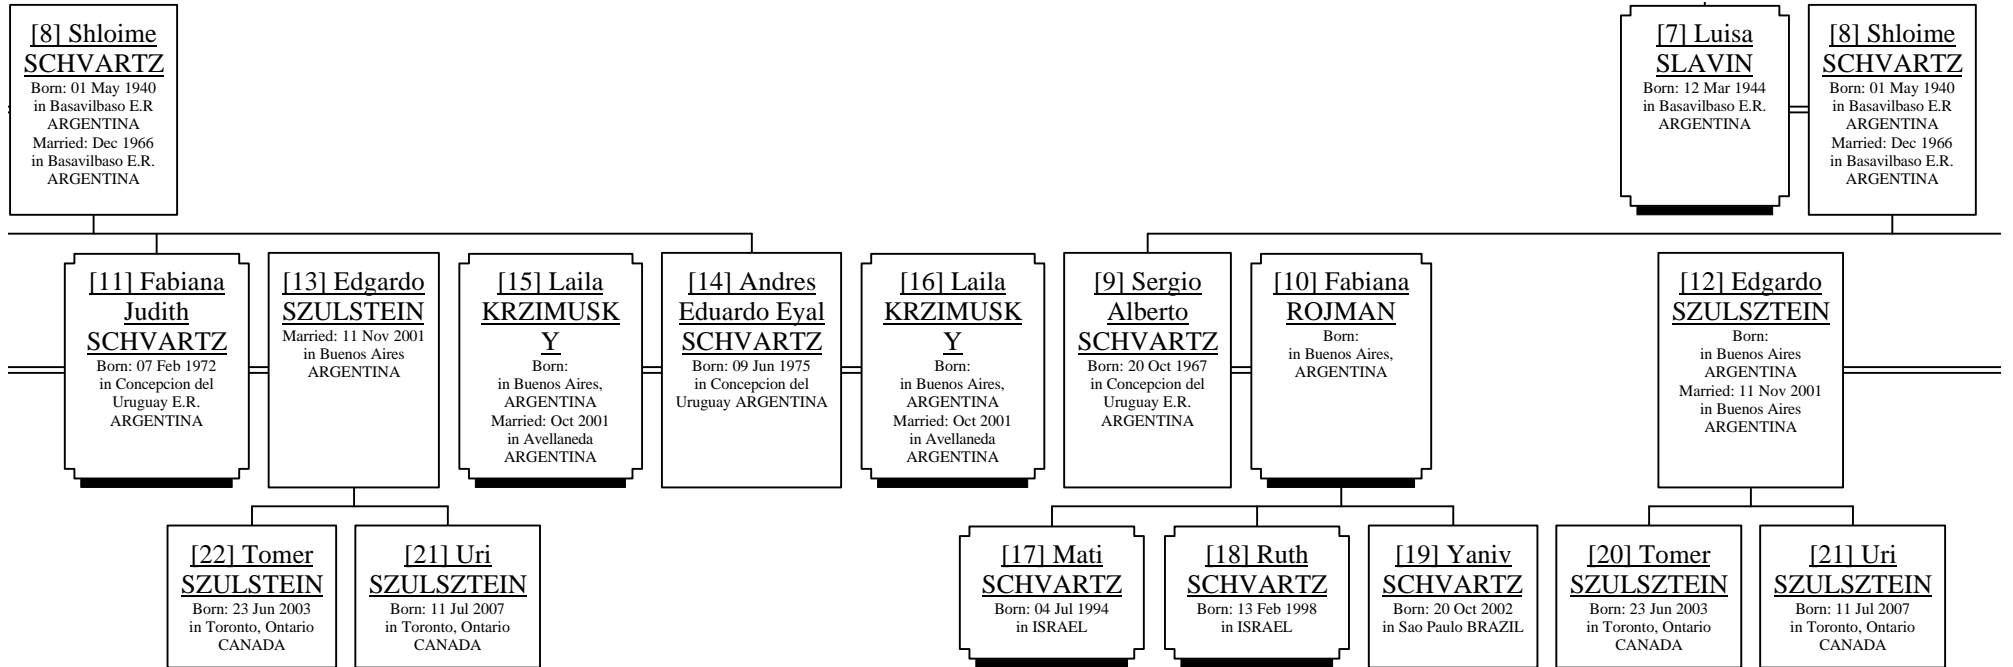 [8] Shloime
SCHVARTZ
Born: 01 May 1940
in Basavilbaso E.R
ARGENTINA
Married: Dec 1966
in Basavilbaso E.R.
ARGENTINA
[7] Luisa
SLAVIN
Born: 12 Mar 1944
in Basavilbaso E.R.
ARGENTINA
[8] Shloime
SCHVARTZ
Born: 01 May 1940
in Basavilbaso E.R
ARGENTINA
Married: Dec 1966
in Basavilbaso E.R.
ARGENTINA
[11] Fabiana
Judith
SCHVARTZ
Born: 07 Feb 1972
in Concepcion del
Uruguay E.R.
ARGENTINA
[13] Edgardo
SZULSTEIN
Married: 11 Nov 2001
in Buenos Aires
ARGENTINA
[15] Laila
KRZIMUSK
Y
Born:
in Buenos Aires,
ARGENTINA
Married: Oct 2001
in Avellaneda
ARGENTINA
[14] Andres
Eduardo Eyal
SCHVARTZ
Born: 09 Jun 1975
in Concepcion del
Uruguay ARGENTINA
[16] Laila
KRZIMUSK
Y
Born:
in Buenos Aires,
ARGENTINA
Married: Oct 2001
in Avellaneda
ARGENTINA
[9] Sergio
Alberto
SCHVARTZ
Born: 20 Oct 1967
in Concepcion del
Uruguay E.R.
ARGENTINA
[10] Fabiana
ROJMAN
Born:
in Buenos Aires,
ARGENTINA
[12] Edgardo
SZULSZTEIN
Born:
in Buenos Aires
ARGENTINA
Married: 11 Nov 2001
in Buenos Aires
ARGENTINA
[22] Tomer
SZULSTEIN
Born: 23 Jun 2003
in Toronto, Ontario
CANADA
[21] Uri
SZULSZTEIN
Born: 11 Jul 2007
in Toronto, Ontario
CANADA
[17] Mati
SCHVARTZ
Born: 04 Jul 1994
in ISRAEL
[18] Ruth
SCHVARTZ
Born: 13 Feb 1998
in ISRAEL
[19] Yaniv
SCHVARTZ
Born: 20 Oct 2002
in Sao Paulo BRAZIL
[20] Tomer
SZULSZTEIN
Born: 23 Jun 2003
in Toronto, Ontario
CANADA
[21] Uri
SZULSZTEIN
Born: 11 Jul 2007
in Toronto, Ontario
CANADA